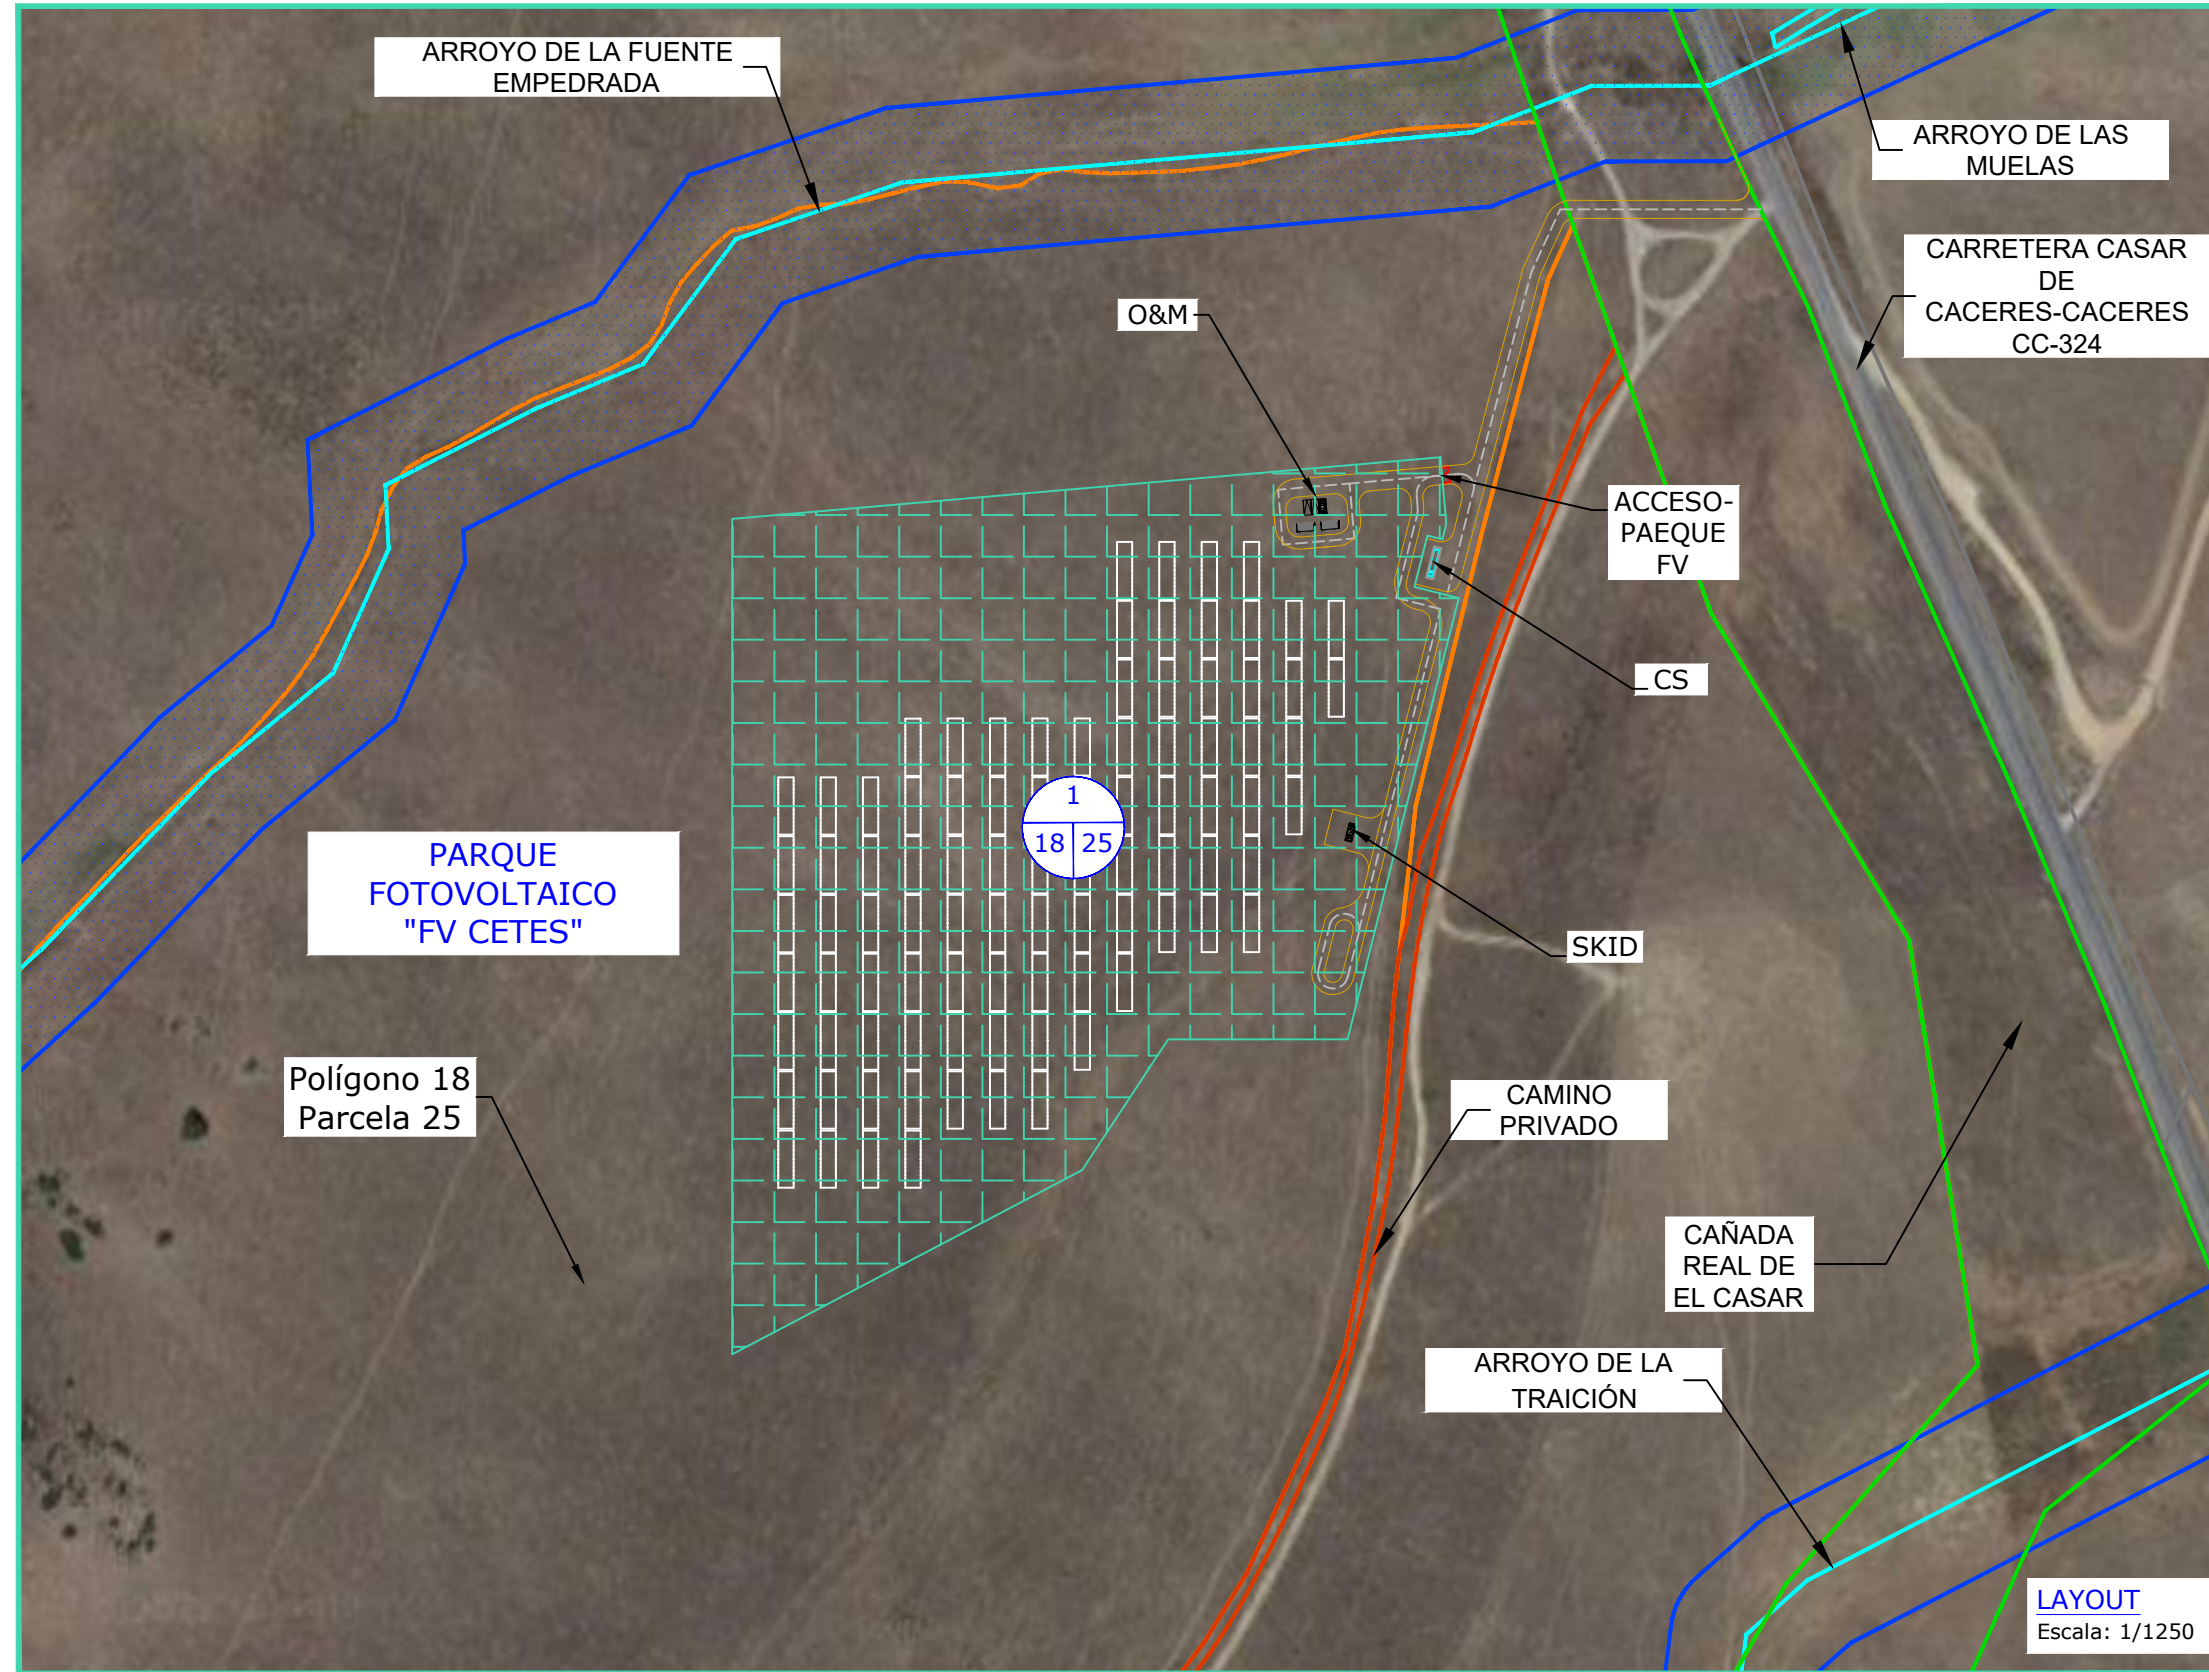 ARROYO DE LA FUENTE
EMPEDRADA
ARROYO DE LAS
MUELAS
CARRETERA CASAR
DE
CACERES-CACERES
CC-324
O&M
ACCESO-
PAEQUE
FV
CS
1
18 25
PARQUE
FOTOVOLTAICO
"FV CETES"
SKID
Polígono 18
Parcela 25
CAMINO
PRIVADO
CAÑADA
REAL DE
EL CASAR
ARROYO DE LA
TRAICIÓN
LAYOUT
Escala: 1/1250